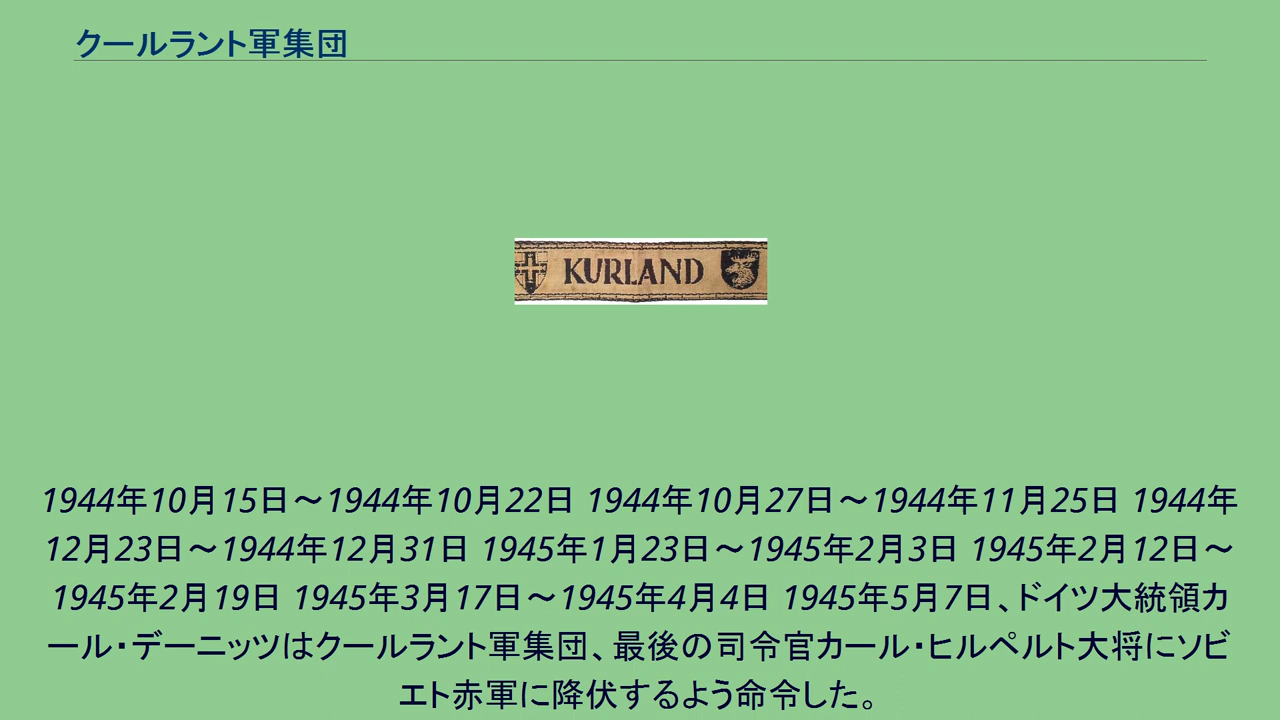 クールラント軍集団
KURLAND
1944年10月15日～1944年10月22日 1944年10月27日～1944年11月25日 1944年
12月23日～1944年12月31日 1945年1月23日～1945年2月3日 1945年2月12日～
1945年2月19日 1945年3月17日～1945年4月4日 1945年5月7日、ドイツ大統領カ
ール・デーニッツはクールラント軍集団、最後の司令官カール・ヒルペルト大将にソビ
エト赤軍に降伏するよう命令した。